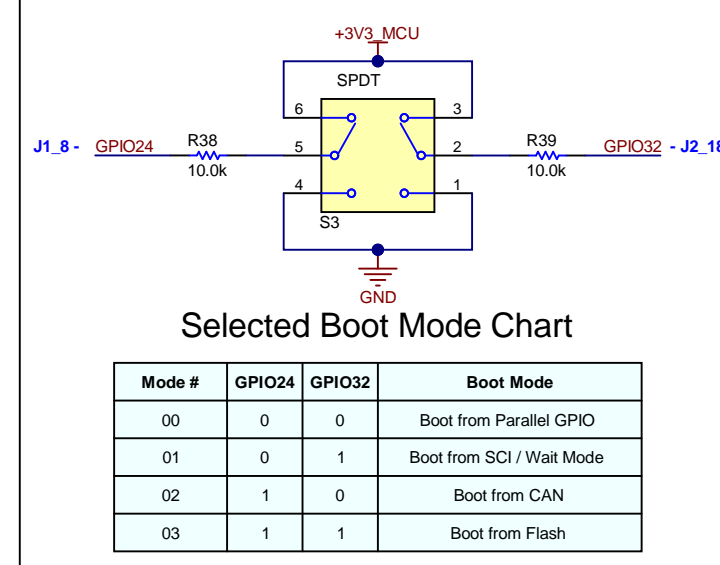 +3V3_MCU
SPDT
6 3
J1_8 - GPIO24 R38 5 2 R39 GPIO32 - J2_18
10.0k 10.0k
4 1
S3
GND
Selected Boot Mode Chart
Mode # GPIO24 GPIO32 Boot Mode
00 0 0 Boot from Parallel GPIO
01 0 1 Boot from SCI / Wait Mode
02 1 0 Boot from CAN
03 1 1 Boot from Flash